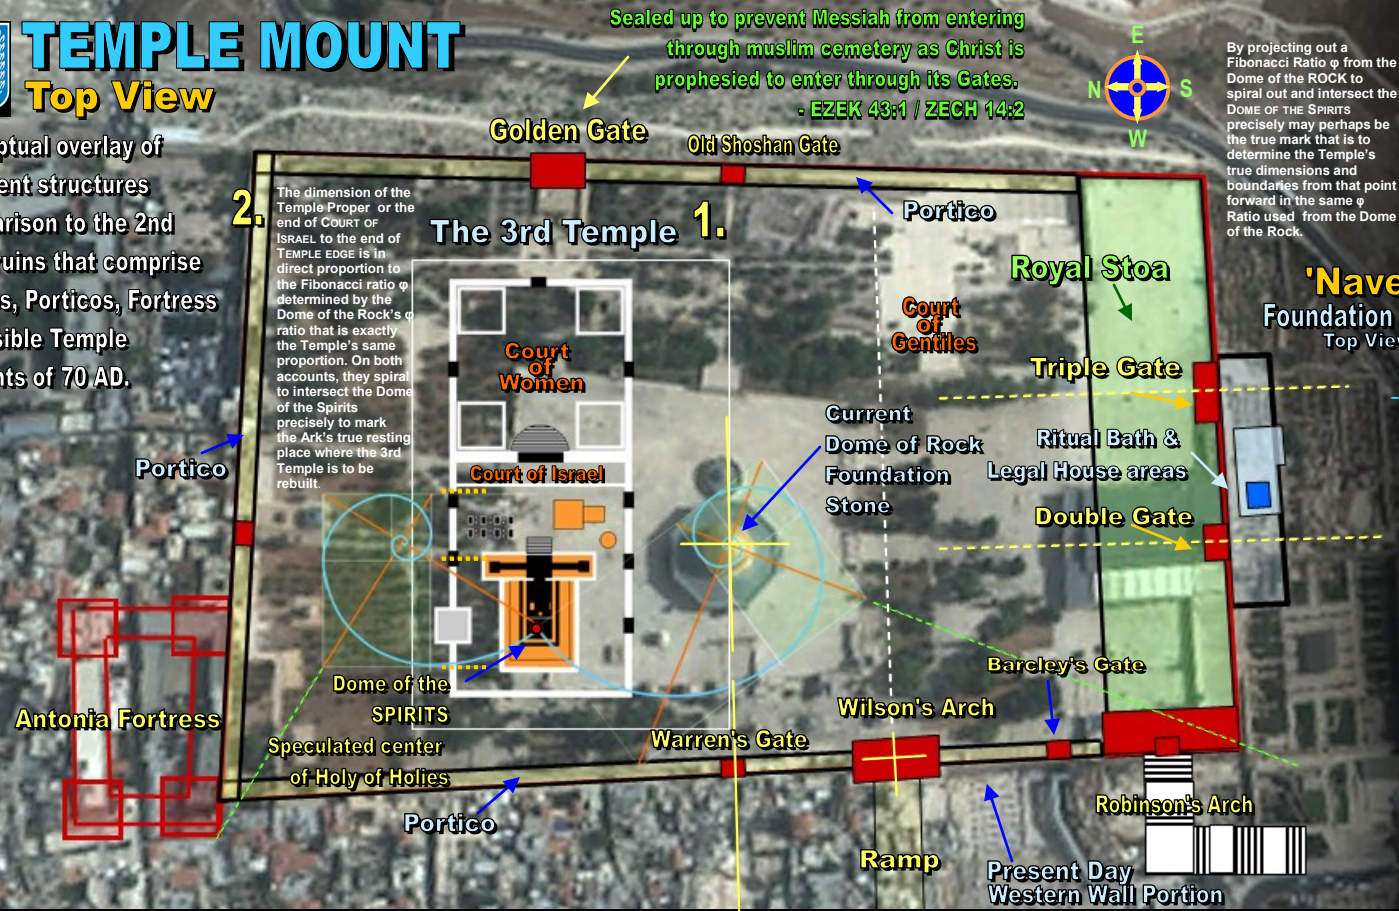 TEMPLE MOUNT
Top View
ptual overlay of
ent structures
arison to the 2nd
ruins that comprise
s, Porticos, Fortress
sible Temple
nts of 70 AD.
Sealed up to prevent Messiah from entering
through muslim cemetery as Christ is
prophesied to enter through its Gates.
- EZEK 43:1 / ZECH 14:2
E
N
S
W
By projecting out a
Fibonacci Ratio φ from the
Dome of the ROCK to
spiral out and intersect the
DOME OF THE SPIRITS
precisely may perhaps be
the true mark that is to
determine the Temple's
true dimensions and
boundaries from that point
forward in the same φ
Ratio used from the Dome
of the Rock.
Golden Gate
Old Shoshan Gate
2.
The dimension of the
Temple Proper or the
end of COURT OF
ISRAEL to the end of
TEMPLE EDGE is in
direct proportion to
the Fibonacci ratio φ
determined by the
Dome of the Rock's φ
ratio that is exactly
the Temple's same
proportion. On both
accounts, they spiral
to intersect the Dome
of the Spirits
precisely to mark
the Ark's true resting
place where the 3rd
Temple is to be
rebuilt.
The 3rd Temple
1.
Portico
Royal Stoa
'Nave
Foundation
Top Vie
Court
of
Gentiles
Court
of
Women
Triple Gate
Current
Dome of Rock
Foundation
Stone
Ritual Bath &
Legal House areas
Portico
Court of Israel
Double Gate
Barcley's Gate
Dome of the
SPIRITS
Wilson's Arch
Antonia Fortress
Speculated center
of Holy of Holies
Warren's Gate
Robinson's Arch
Portico
Ramp
Present Day
Western Wall Portion